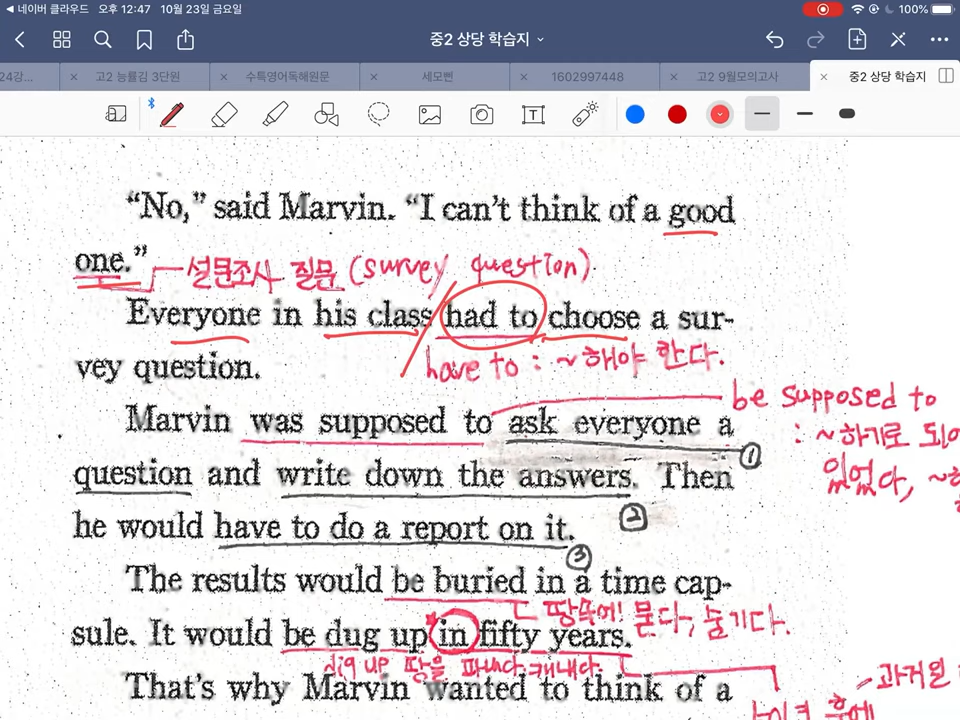 네이버 클라우드 오후 12:47 10월 23일 금요일 100%
중2 상당 학습지
24강... 고2 능률김 3단원 수특영어독해원문 세모삔 1602997448 고2 9월모의고사 중2 상당 학습지
“No,” said Marvin. “I can’t think of a good
one.” 설문조사 질문 (survey question)
Everyone in his class had to choose a sur-
vey question. have to : ~해야 한다.
Marvin was supposed to ask everyone a be supposed to
① : ~하기로 되어
question and write down the answers. Then 있었다, ~
②
he would have to do a report on it.
③
The results would be buried in a time cap-
땅속에! 묻다, 숨기다.
sule. It would be dug up in fifty years.
dig up 땅을 파내다. 캐내다. 과거일
That’s why Marvin wanted to think of a
후에